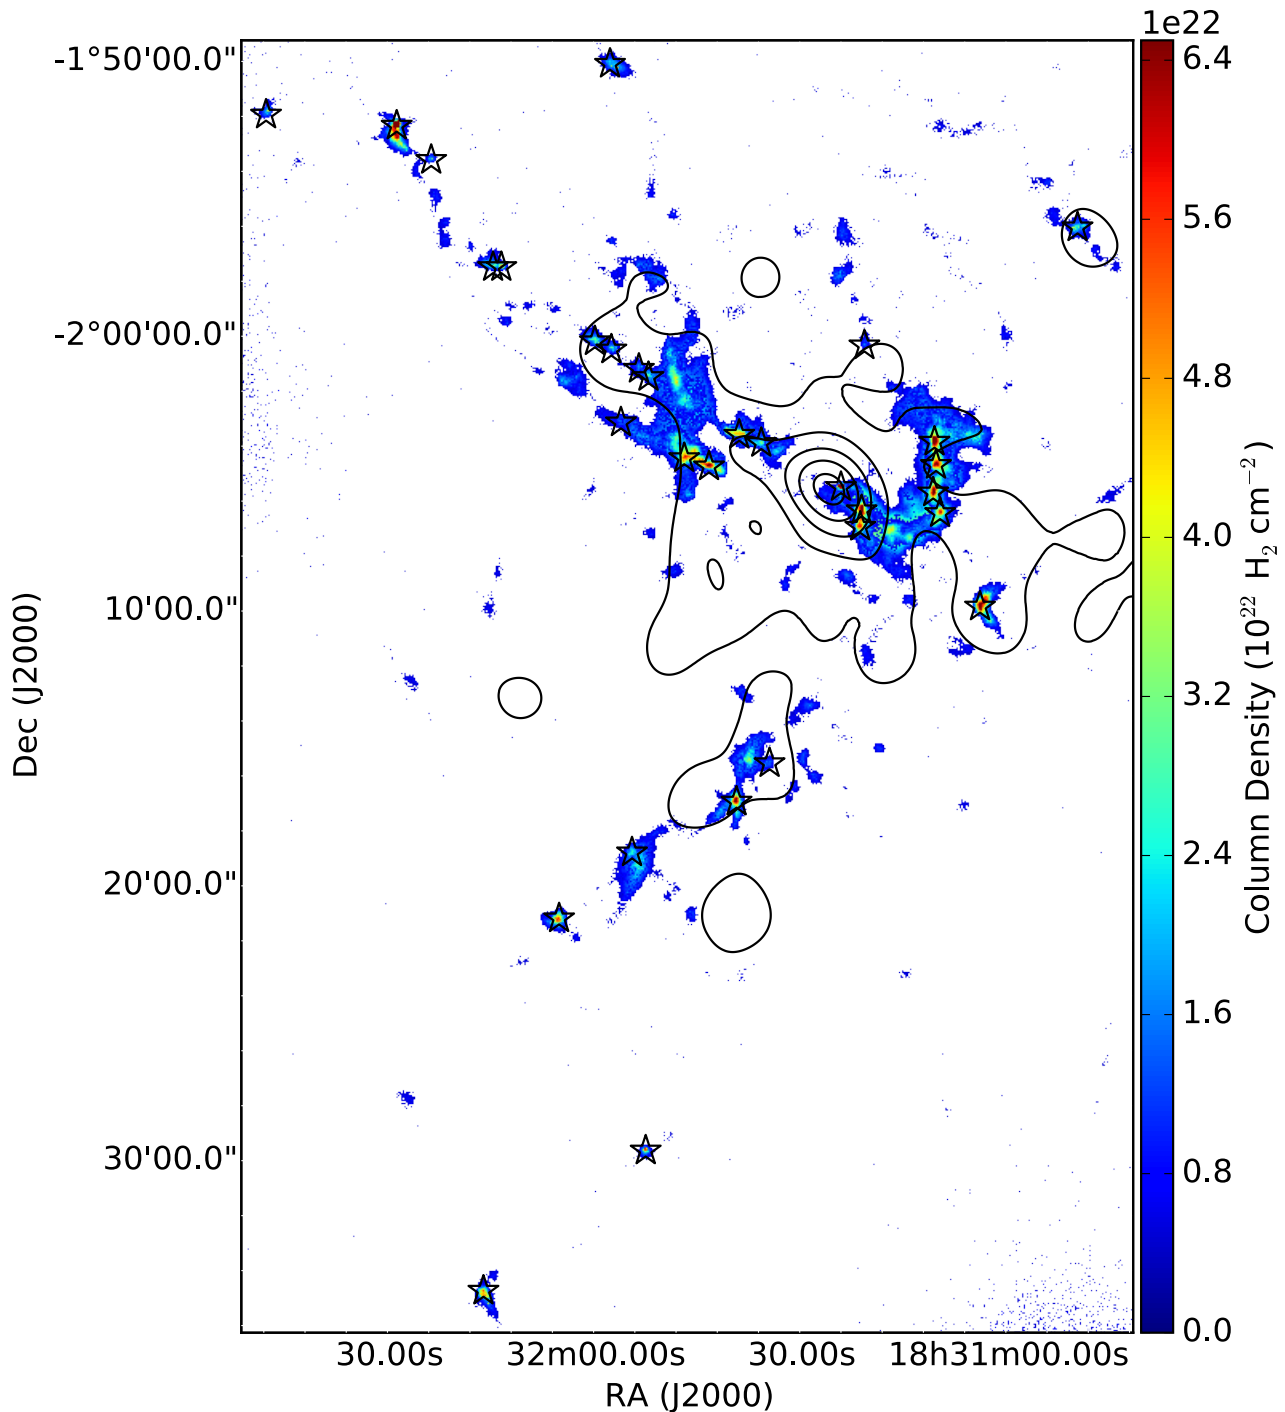 1e22
-1°50'00.0"
-2°00'00.0"
10'00.0"
20'00.0"
30'00.0"
Dec (J2000)
30.00s
32m00.00s
30.00s
18h31m00.00s
RA (J2000)
6.4
5.6
4.8
4.0
3.2
2.4
1.6
0.8
0.0
Column Density (10²² H₂ cm⁻²)